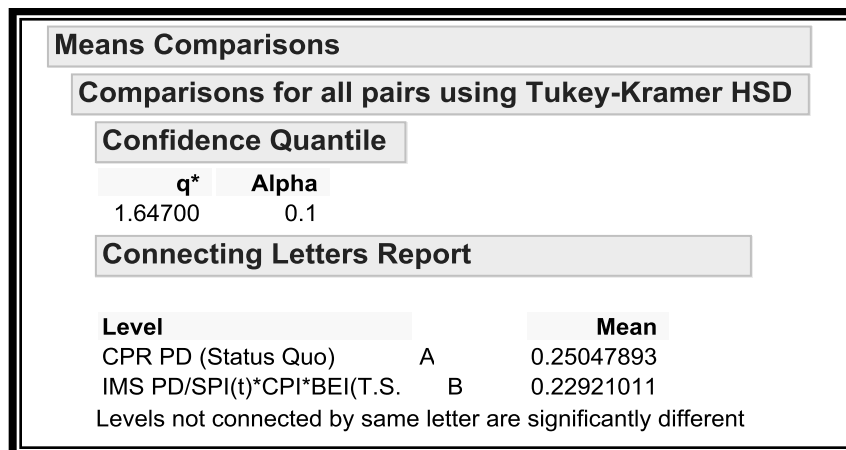 Means Comparisons
Comparisons for all pairs using Tukey-Kramer HSD
Confidence Quantile
q* Alpha
1.64700 0.1
Connecting Letters Report
Level Mean
CPR PD (Status Quo) A 0.25047893
IMS PD/SPI(t)*CPI*BEI(T.S. B 0.22921011
Levels not connected by same letter are significantly different